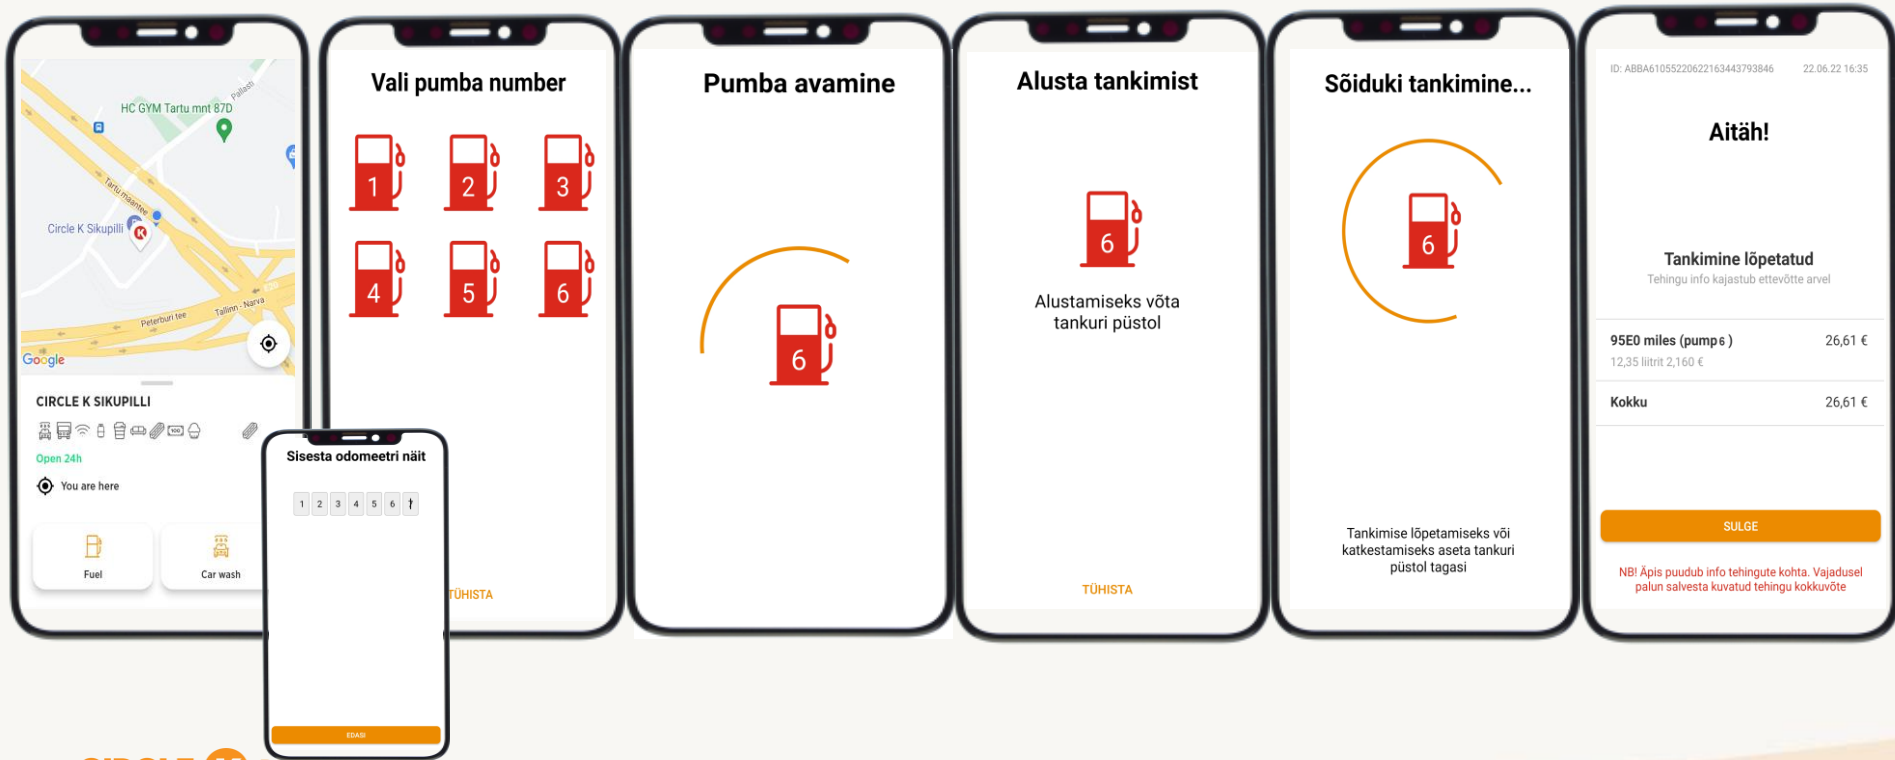 HC GYM Tartu mnt 87D
Pallasti
Tartu maantee
Circle K Sikupilli
K
E20
Tallinn - Narva
Peterburi tee
Google
CIRCLE K SIKUPILLI
Open 24h
You are here
Fuel
Car wash
Sisesta odomeetri näit
1 2 3 4 5 6 †
EDASI
Vali pumba number
1 2 3
4 5 6
TÜHISTA
Pumba avamine
6
Alusta tankimist
6
Alustamiseks võta
tankuri püstol
TÜHISTA
Sõiduki tankimine...
6
Tankimise lõpetamiseks või
katkestamiseks aseta tankuri
püstol tagasi
ID: ABBA61055220622163443793846 22.06.22 16:35
Aitäh!
Tankimine lõpetatud
Tehingu info kajastub ettevõtte arvel
95E0 miles (pump 6 ) 26,61 €
12,35 liitrit 2,160 €
Kokku 26,61 €
SULGE
NB! Äpis puudub info tehingute kohta. Vajadusel
palun salvesta kuvatud tehingu kokkuvõte
CIRCLE K